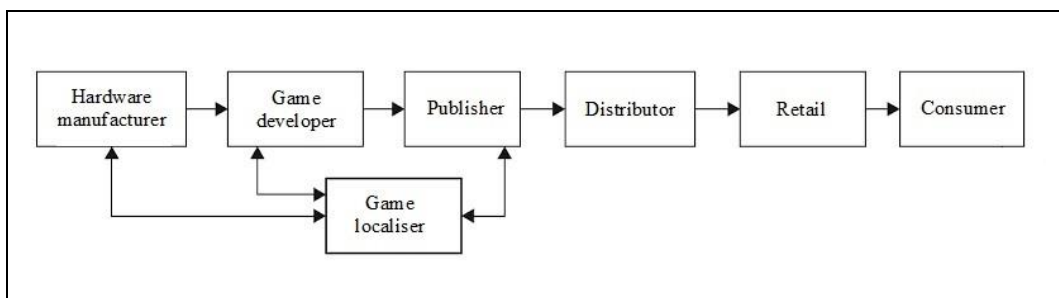 Hardware
manufacturer
Game
developer
Publisher
Distributor
Retail
Consumer
Game
localiser